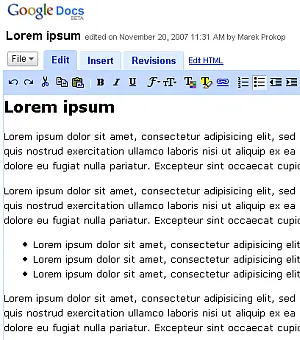 Google Docs
BETA
Lorem ipsum edited on November 20, 2007 11:31 AM by Marek Prokop
File Edit Insert Revisions Edit HTML
B I U
Lorem ipsum
Lorem ipsum dolor sit amet, consectetur adipisicing elit, sed
quis nostrud exercitation ullamco laboris nisi ut aliquip ex ea
dolore eu fugiat nulla pariatur. Excepteur sint occaecat cupid
Lorem ipsum dolor sit amet, consectetur adipisicing elit, sed
quis nostrud exercitation ullamco laboris nisi ut aliquip ex ea
dolore eu fugiat nulla pariatur. Excepteur sint occaecat cupid
Lorem ipsum dolor sit amet, consectetur adipisicing elit
Lorem ipsum dolor sit amet, consectetur adipisicing elit
Lorem ipsum dolor sit amet, consectetur adipisicing elit
Lorem ipsum dolor sit amet, consectetur adipisicing elit, sed
quis nostrud exercitation ullamco laboris nisi ut aliquip ex ea
dolore eu fugiat nulla pariatur. Excepteur sint occaecat cupid